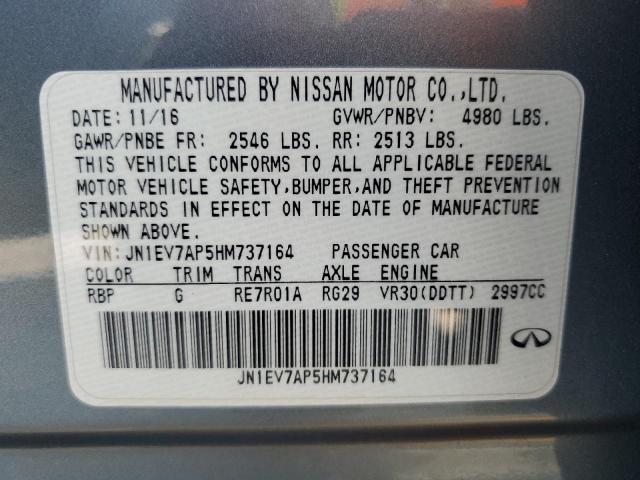 MANUFACTURED BY NISSAN MOTOR CO.,LTD.
DATE: 11/16 GVWR/PNBV: 4980 LBS.
GAWR/PNBE FR: 2546 LBS. RR: 2513 LBS.
THIS VEHICLE CONFORMS TO ALL APPLICABLE FEDERAL
MOTOR VEHICLE SAFETY,BUMPER,AND THEFT PREVENTION
STANDARDS IN EFFECT ON THE DATE OF MANUFACTURE
SHOWN ABOVE.
VIN: JN1EV7AP5HM737164 PASSENGER CAR
COLOR TRIM TRANS AXLE ENGINE
RBP G RE7R01A RG29 VR30(DDTT) 2997CC
JN1EV7AP5HM737164